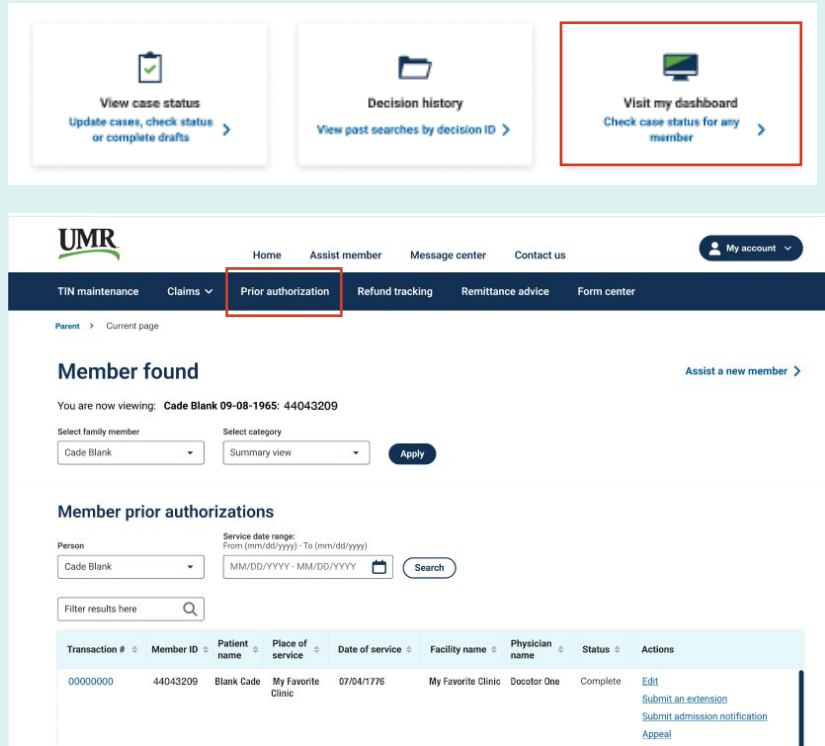 View case status
Update cases, check status
or complete drafts
Decision history
View past searches by decision ID
Visit my dashboard
Check case status for any
member
UMR
Home Assist member Message center Contact us
My account
TIN maintenance Claims Prior authorization Refund tracking Remittance advice Form center
Parent > Current page
Member found
Assist a new member
You are now viewing: Cade Blank 09-08-1965: 44043209
Select family member Select category
Cade Blank Summary view Apply
Member prior authorizations
Service date range:
Person From (mm/dd/yyyy) - To (mm/dd/yyyy)
Cade Blank MM/DD/YYYY - MM/DD/YYYY Search
Filter results here
Transaction # Member ID Patient name Place of service Date of service Facility name Physician name Status Actions
00000000 44043209 Blank Cade My Favorite Clinic 07/04/1776 My Favorite Clinic Docotor One Complete Edit
Submit an extension
Submit admission notification
Appeal